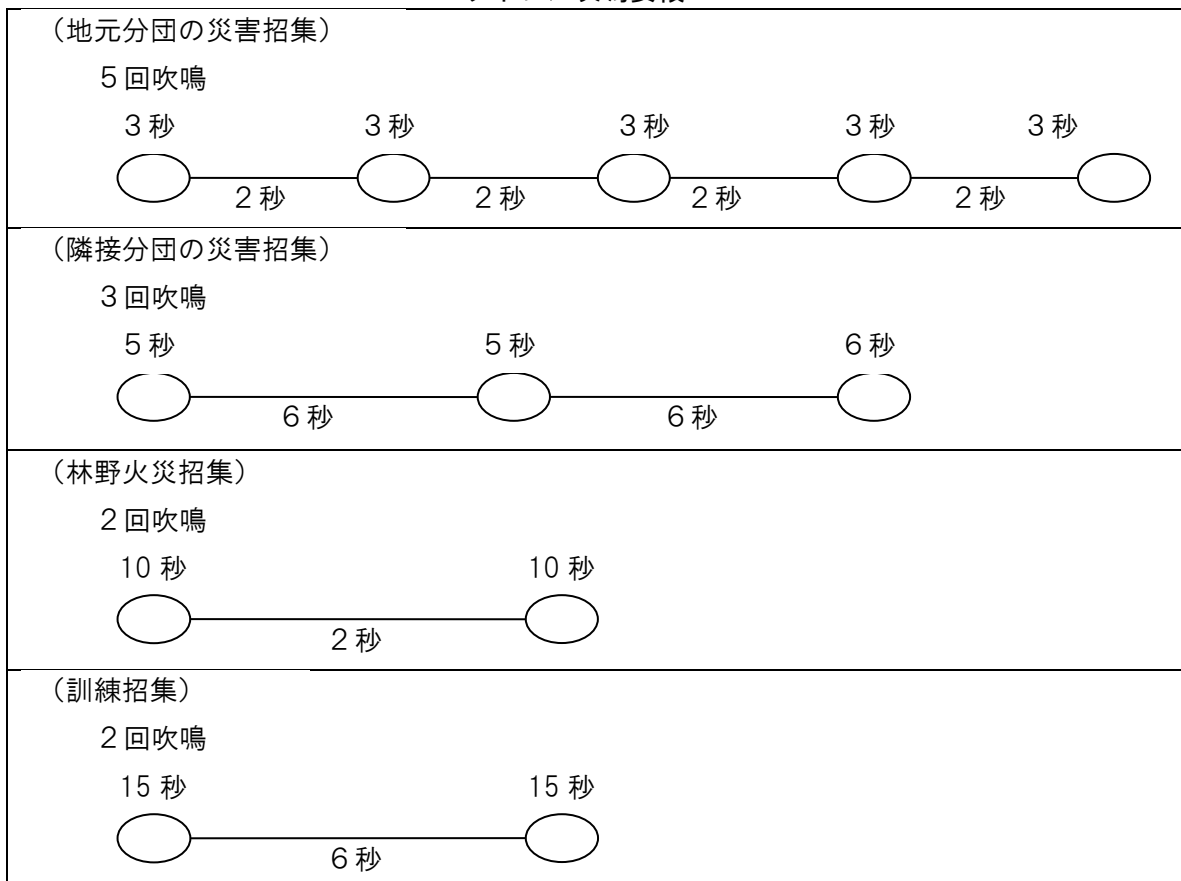 （地元分団の災害招集）
５回吹鳴
３秒 ３秒 ３秒 ３秒 ３秒
２秒 ２秒 ２秒 ２秒
（隣接分団の災害招集）
３回吹鳴
５秒 ５秒 ６秒
６秒 ６秒
（林野火災招集）
２回吹鳴
10 秒 10 秒
２秒
（訓練招集）
２回吹鳴
15 秒 15 秒
６秒